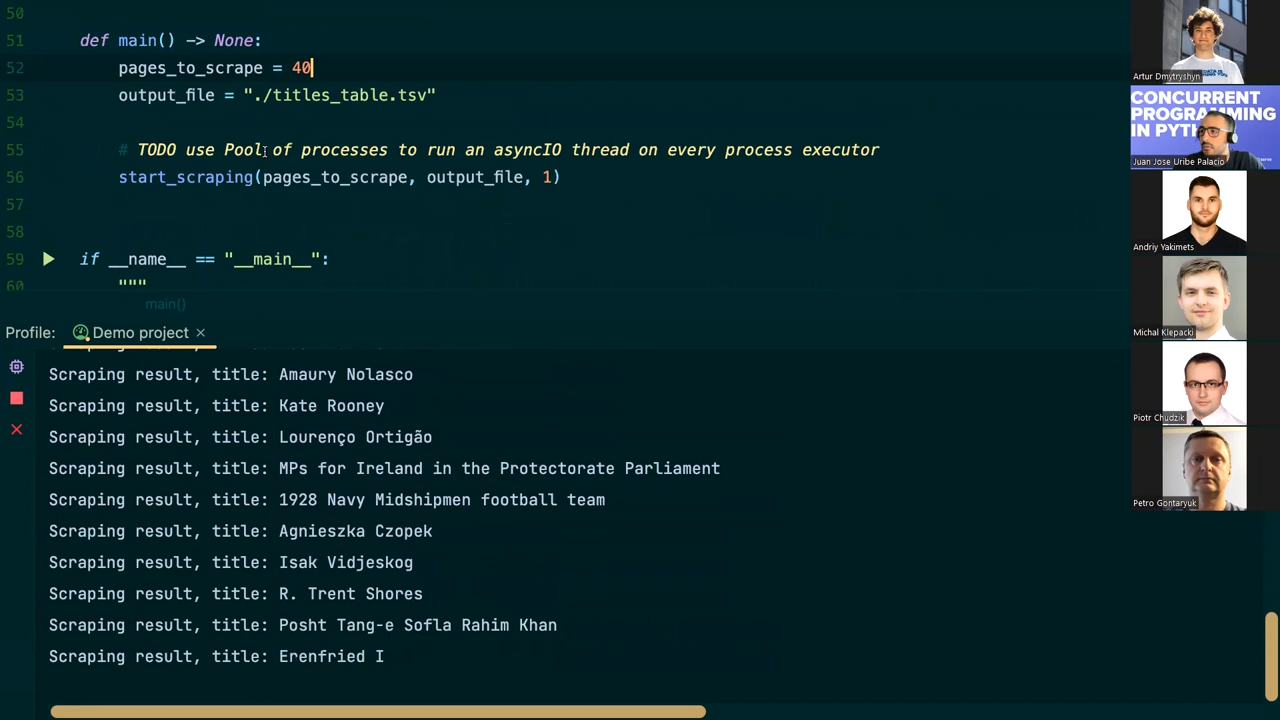 50
51 def main() -> None:
52 pages_to_scrape = 40
53 output_file = "./titles_table.tsv"
54
55 # TODO use Pool of processes to run an asyncIO thread on every process executor
56 start_scraping(pages_to_scrape, output_file, 1)
57
58
59 if __name__ == "__main__":
60 """
main()
Profile: Demo project ×
Scraping result, title: Amaury Nolasco
Scraping result, title: Kate Rooney
Scraping result, title: Lourenço Ortigão
Scraping result, title: MPs for Ireland in the Protectorate Parliament
Scraping result, title: 1928 Navy Midshipmen football team
Scraping result, title: Agnieszka Czopek
Scraping result, title: Isak Vidjeskog
Scraping result, title: R. Trent Shores
Scraping result, title: Posht Tang-e Sofla Rahim Khan
Scraping result, title: Erenfried I
Artur Dmytryshyn
CONCURRENT
PROGRAMMING
IN PYTH
Juan Jose Uribe Palacio
Andriy Yakimets
Michal Klepacki
Piotr Chudzik
Petro Gontaryuk